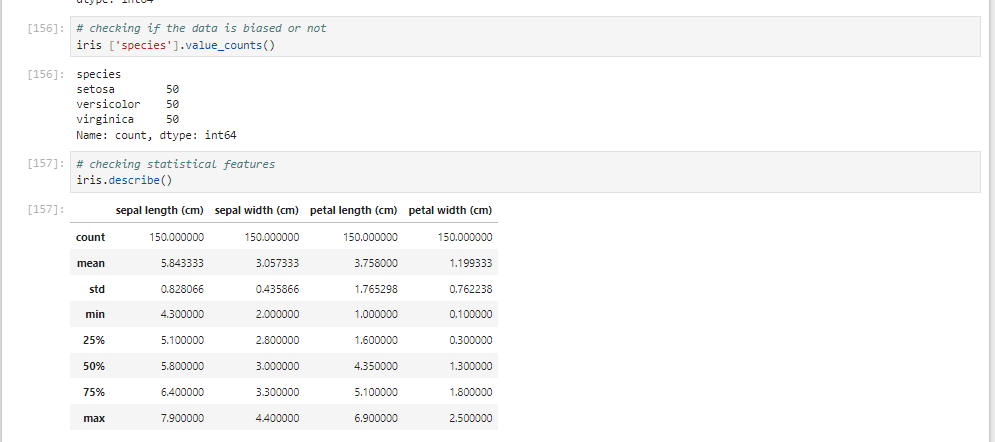 dtype: int64
[156]: # checking if the data is biased or not
iris ['species'].value_counts()
[156]: species
setosa 50
versicolor 50
virginica 50
Name: count, dtype: int64
[157]: # checking statistical features
iris.describe()
[157]: sepal length (cm) sepal width (cm) petal length (cm) petal width (cm)
count 150.000000 150.000000 150.000000 150.000000
mean 5.843333 3.057333 3.758000 1.199333
std 0.828066 0.435866 1.765298 0.762238
min 4.300000 2.000000 1.000000 0.100000
25% 5.100000 2.800000 1.600000 0.300000
50% 5.800000 3.000000 4.350000 1.300000
75% 6.400000 3.300000 5.100000 1.800000
max 7.900000 4.400000 6.900000 2.500000